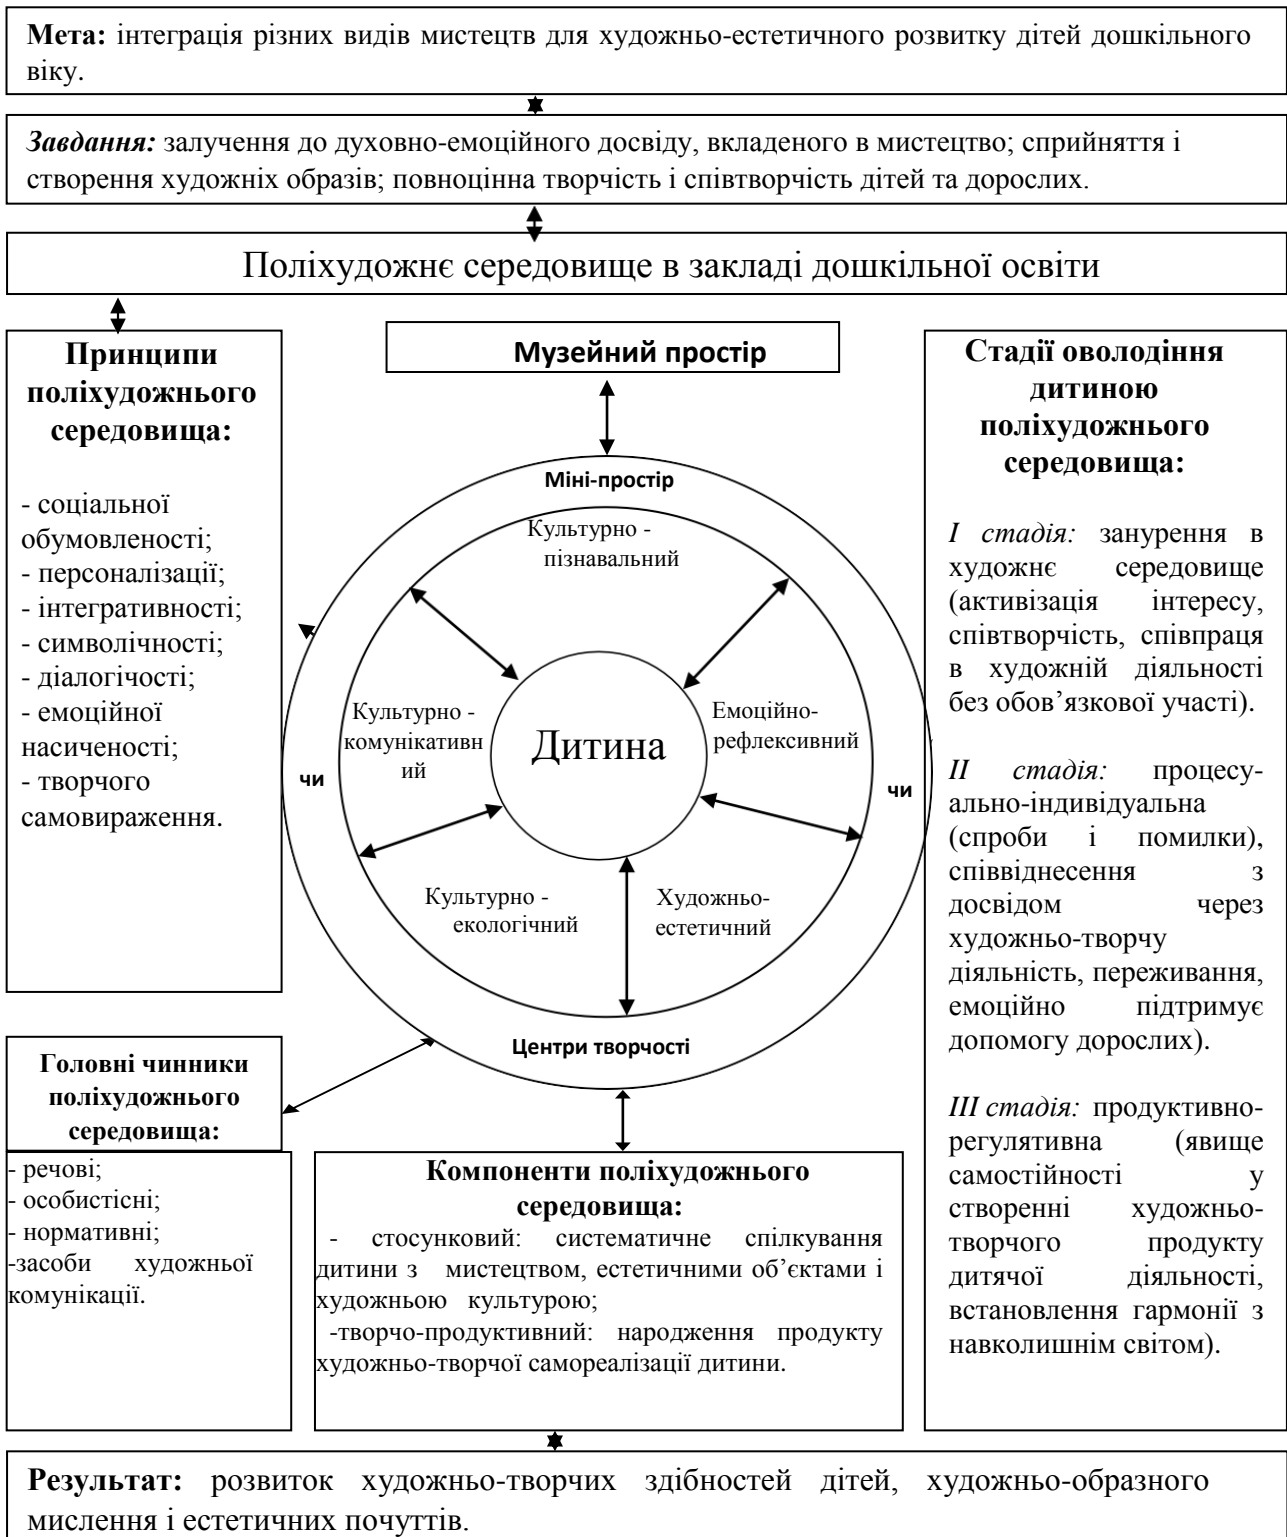 Мета: інтеграція різних видів мистецтв для художньо-естетичного розвитку дітей дошкільного
віку.
Завдання: залучення до духовно-емоційного досвіду, вкладеного в мистецтво; сприйняття і
створення художніх образів; повноцінна творчість і співтворчість дітей та дорослих.
Поліхудожнє середовище в закладі дошкільної освіти
Принципи
поліхудожнього
середовища:
- соціальної
обумовленості;
- персоналізації;
- інтегративності;
- символічності;
- діалогічості;
- емоційної
насиченості;
- творчого
самовираження.
Музейний простір
Міні-простір
Культурно -
пізнавальний
Культурно -
комунікативн
ий
Дитина
Емоційно-
рефлексивний
чи
чи
Культурно -
екологічний
Художньо-
естетичний
Центри творчості
Стадії оволодіння
дитиною
поліхудожнього
середовища:
I стадія: занурення в
художнє середовище
(активізація інтересу,
співтворчість, співпраця
в художній діяльності
без обов’язкової участі).
II стадія: процесу-
ально-індивідуальна
(спроби і помилки),
співвіднесення з
досвідом через
художньо-творчу
діяльність, переживання,
емоційно підтримує
допомогу дорослих).
III стадія: продуктивно-
регулятивна (явище
самостійності у
створенні художньо-
творчого продукту
дитячої діяльності,
встановлення гармонії з
навколишнім світом).
Головні чинники
поліхудожнього
середовища:
- речові;
- особистісні;
- нормативні;
-засоби художньої
комунікації.
Компоненти поліхудожнього
середовища:
- стосунковий: систематичне спілкування
дитини з мистецтвом, естетичними об’єктами і
художньою культурою;
-творчо-продуктивний: народження продукту
художньо-творчої самореалізації дитини.
Результат: розвиток художньо-творчих здібностей дітей, художньо-образного
мислення і естетичних почуттів.